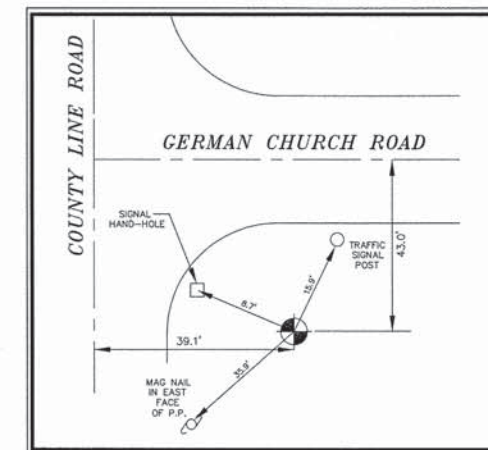 COUNTY LINE ROAD
GERMAN CHURCH ROAD
SIGNAL
HAND-HOLE
TRAFFIC
SIGNAL
POST
43.0'
15.9'
8.7'
39.1'
35.9'
MAG NAIL
IN EAST
FACE
OF P.P.